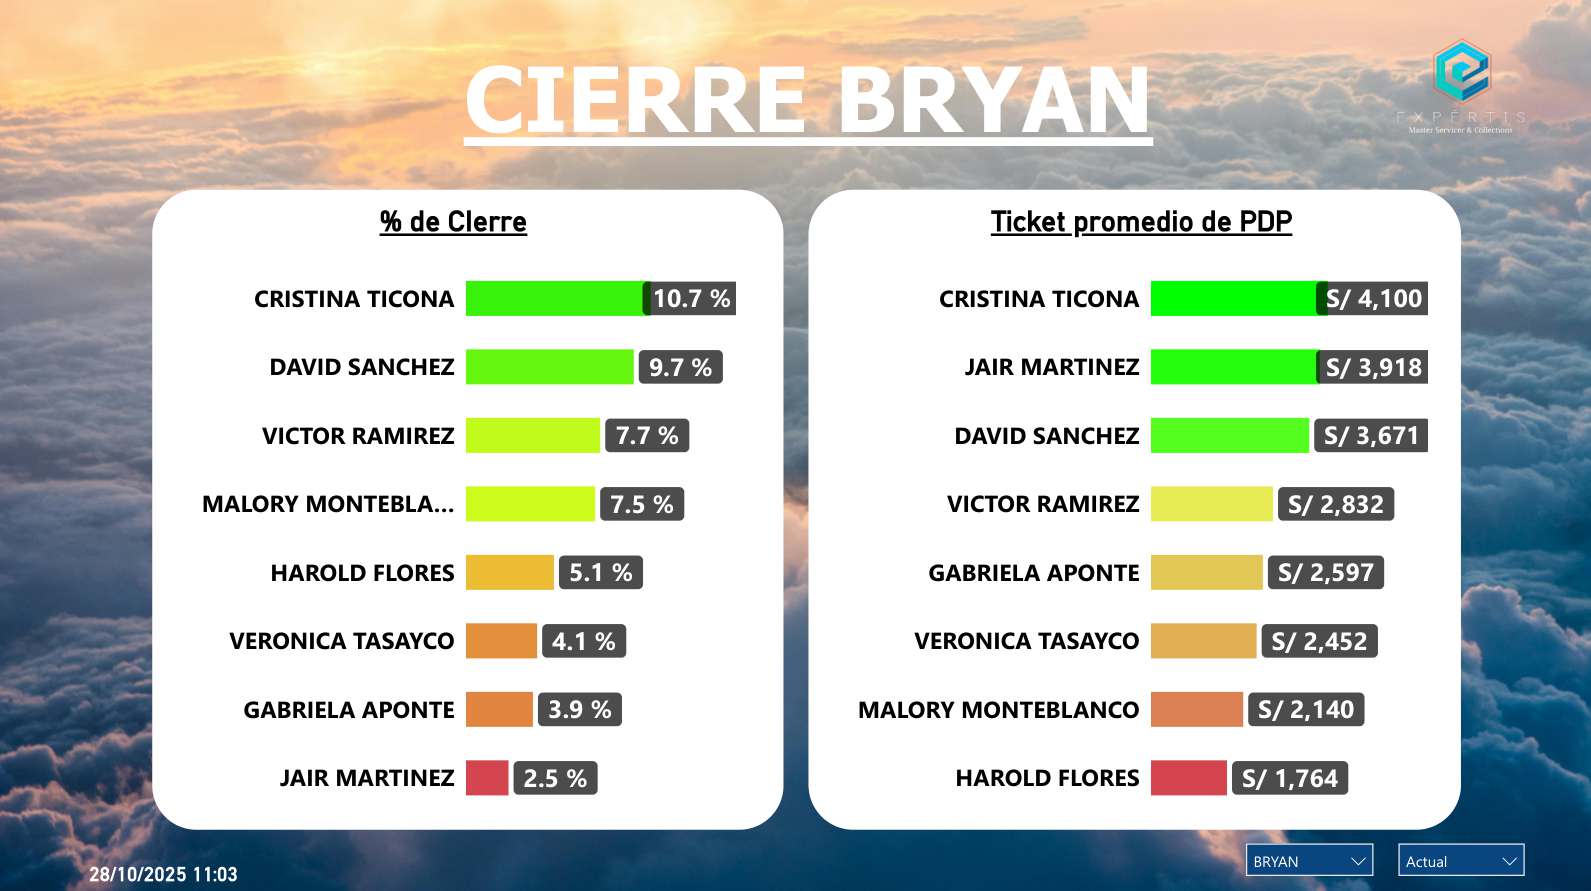 CIERRE BRYAN
EXPERTIS
Master Servicer & Collections
% de CIerre
CRISTINA TICONA 10.7 %
DAVID SANCHEZ 9.7 %
VICTOR RAMIREZ 7.7 %
MALORY MONTEBLA... 7.5 %
HAROLD FLORES 5.1 %
VERONICA TASAYCO 4.1 %
GABRIELA APONTE 3.9 %
JAIR MARTINEZ 2.5 %
Ticket promedio de PDP
CRISTINA TICONA S/ 4,100
JAIR MARTINEZ S/ 3,918
DAVID SANCHEZ S/ 3,671
VICTOR RAMIREZ S/ 2,832
GABRIELA APONTE S/ 2,597
VERONICA TASAYCO S/ 2,452
MALORY MONTEBLANCO S/ 2,140
HAROLD FLORES S/ 1,764
28/10/2025 11:03
BRYAN
Actual